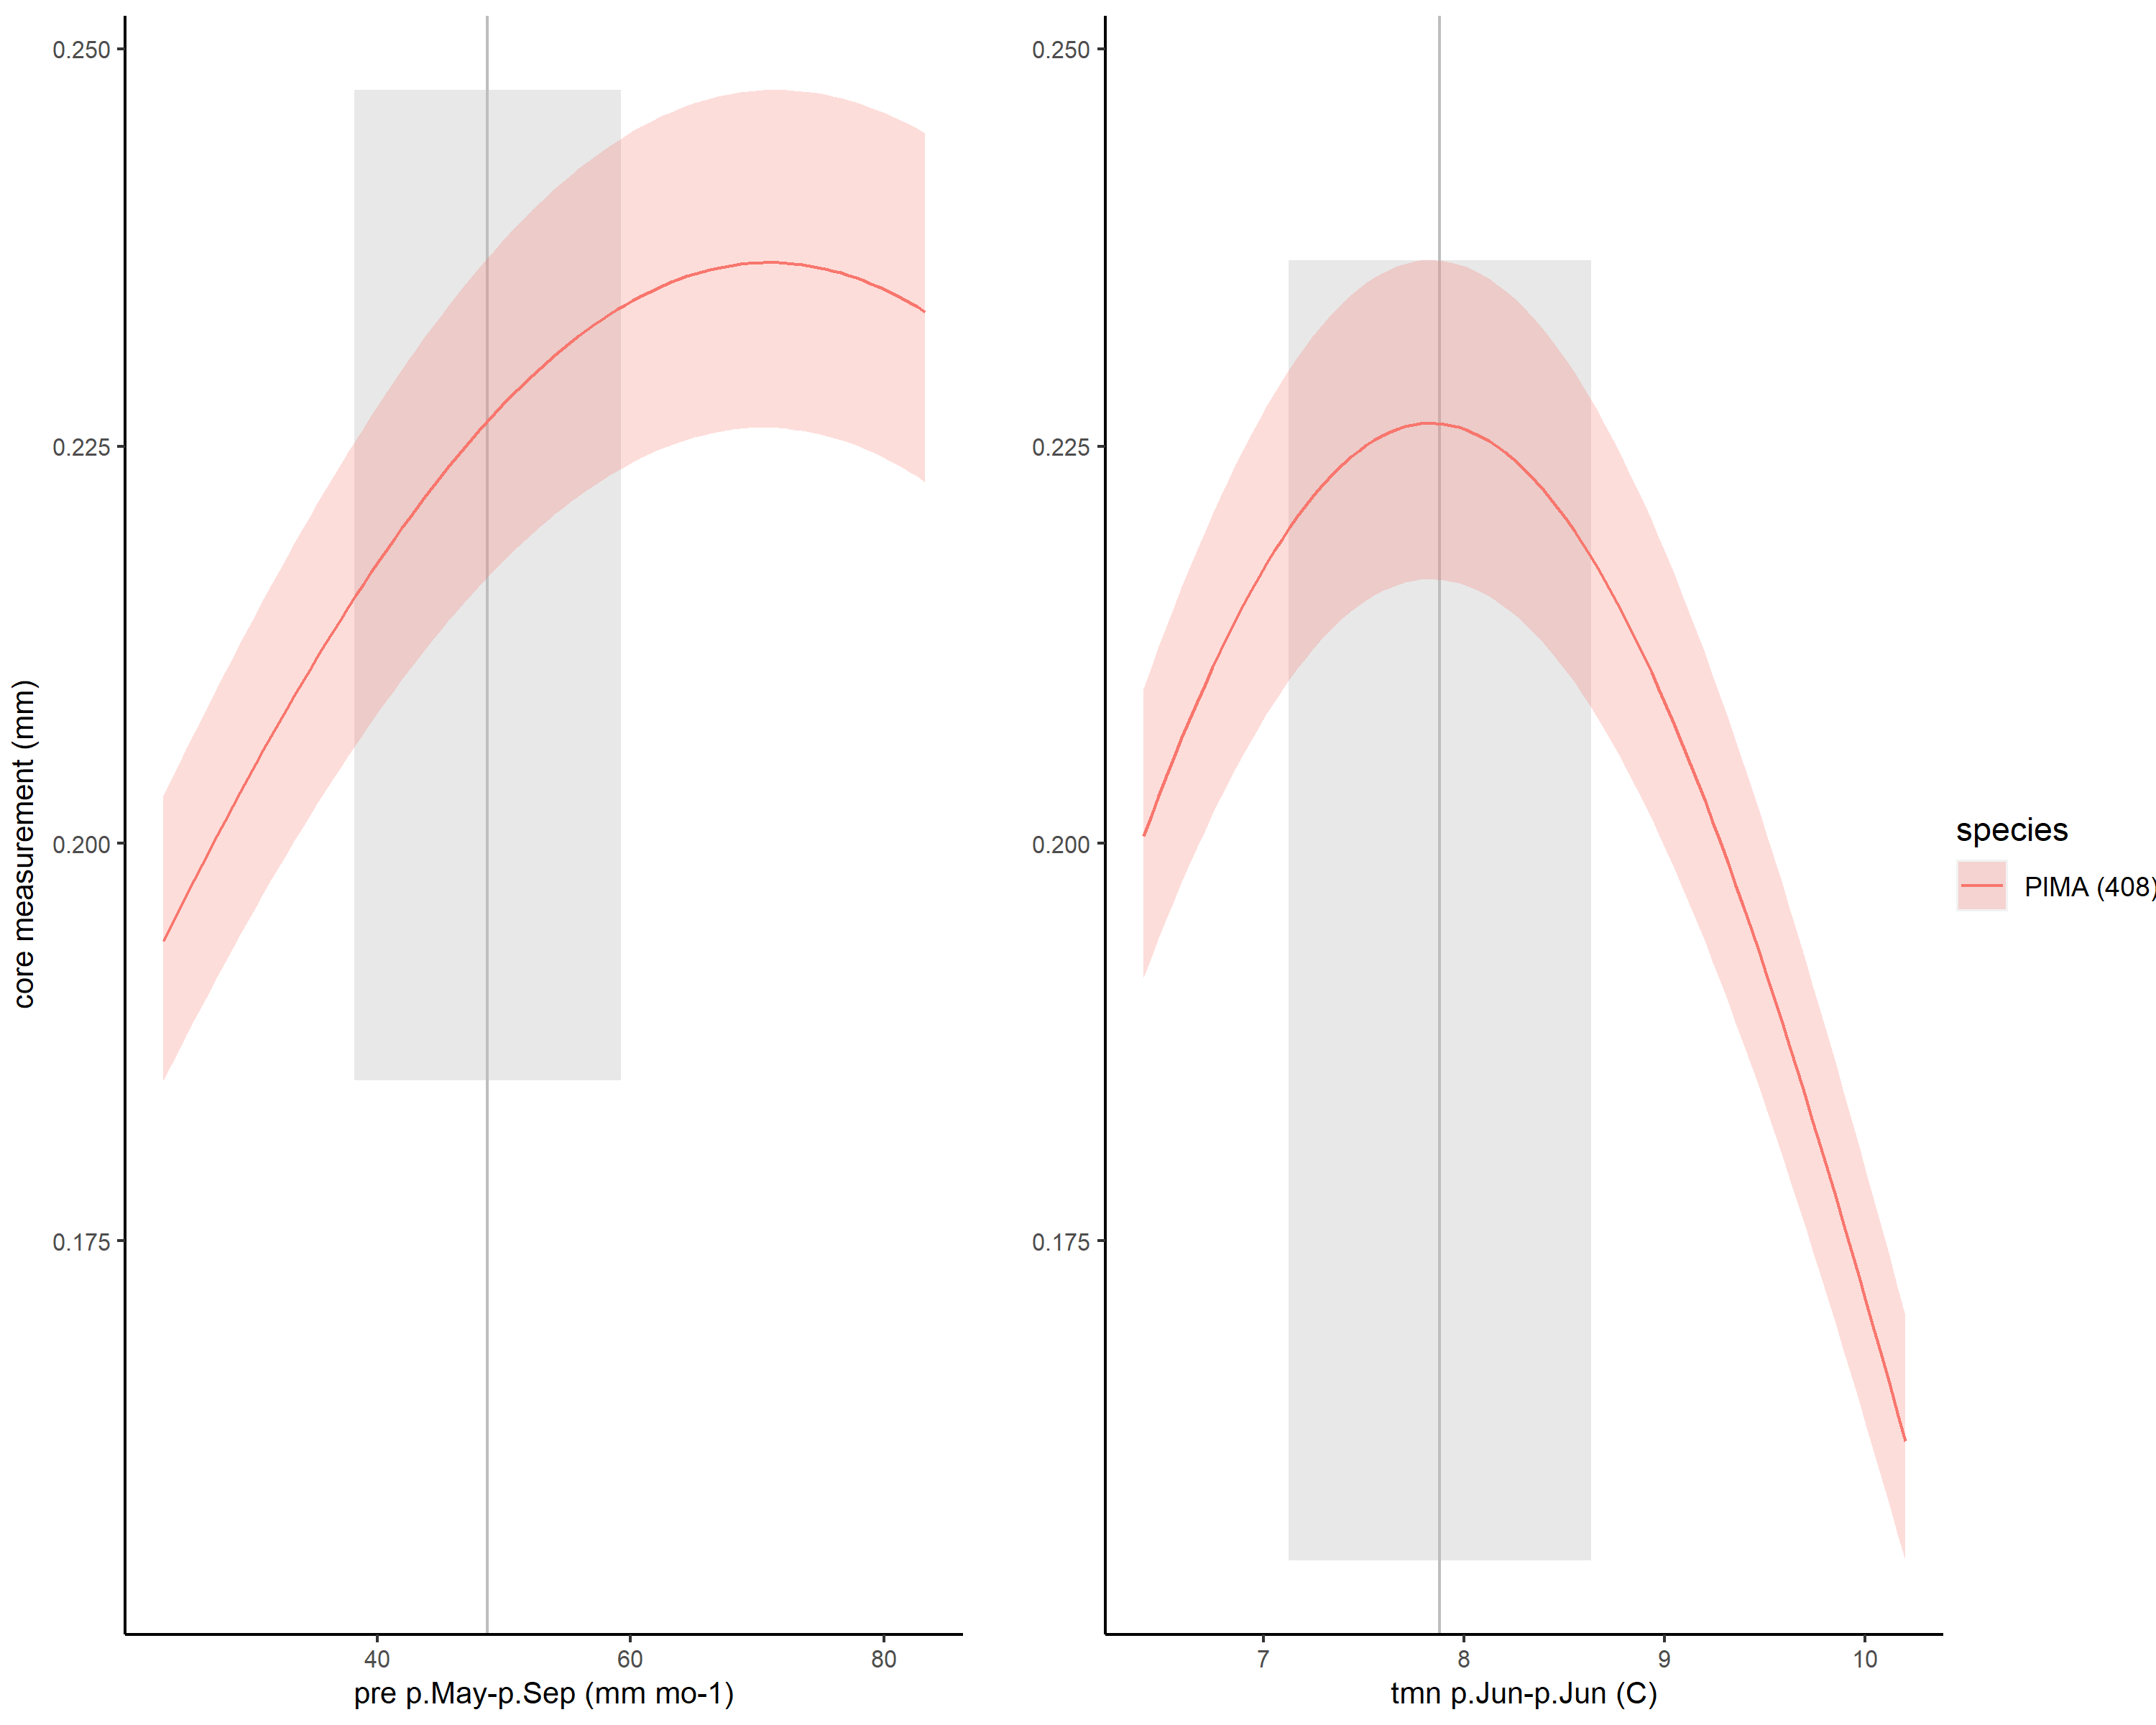 0.250
0.225
0.200
0.175
core measurement (mm)
40 60 80
pre p.May-p.Sep (mm mo-1)
0.250
0.225
0.200
0.175
7 8 9 10
tmn p.Jun-p.Jun (C)
species
PIMA (408)